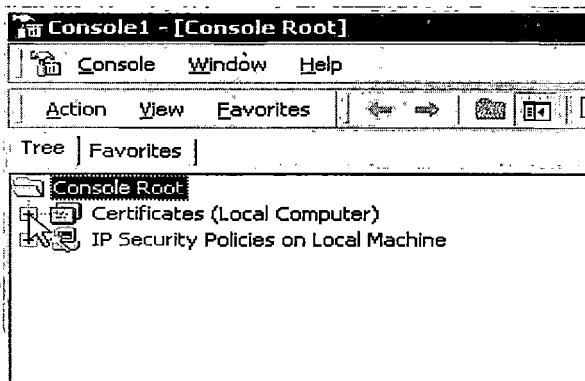 Console1 - [Console Root]
Console Window Help
Action View Favorites
Tree Favorites
Console Root
Certificates (Local Computer)
IP Security Policies on Local Machine